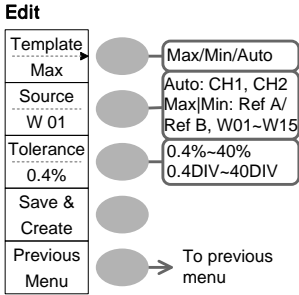 Edit
Template
Max
Max/Min/Auto
Source
W 01
Auto: CH1, CH2
Max|Min: Ref A/
Ref B, W01~W15
Tolerance
0.4%
0.4%~40%
0.4DIV~40DIV
Save &
Create
Previous
Menu
To previous
menu